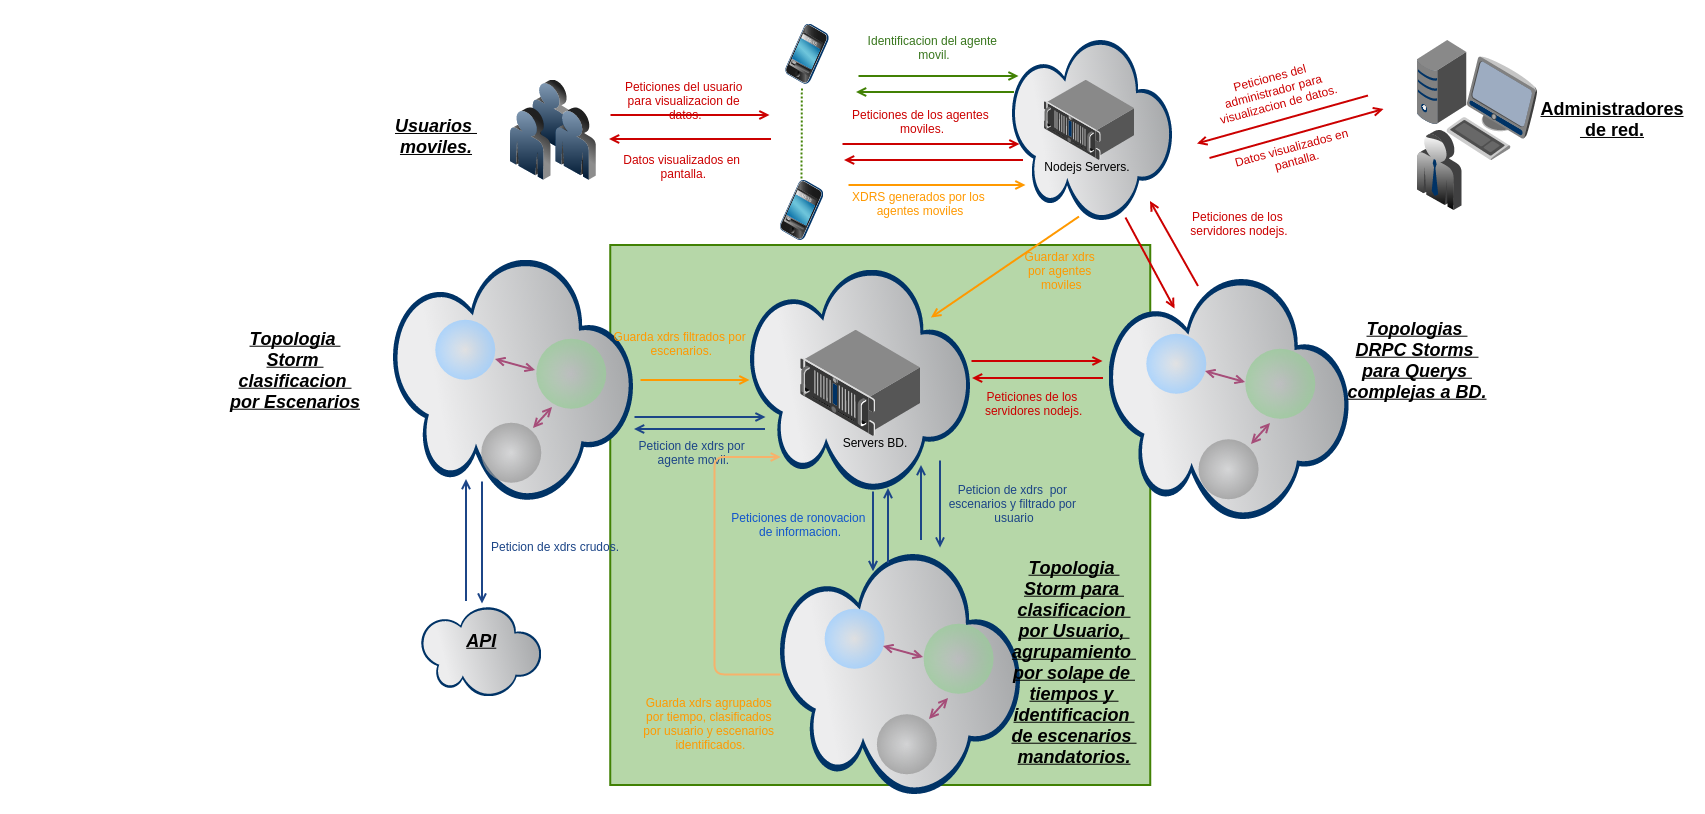 Identificacion del agente
movil.
Peticiones del usuario
para visualizacion de
datos.
Usuarios
moviles.
Datos visualizados en
pantalla.
Peticiones de los agentes
moviles.
XDRS generados por los
agentes moviles
Nodejs Servers.
Peticiones del
administrador para
visualizacion de datos.
Datos visualizados en
pantalla.
Administradores
de red.
Peticiones de los
servidores nodejs.
Guardar xdrs
por agentes
moviles
Topologia
Storm
clasificacion
por Escenarios
Guarda xdrs filtrados por
escenarios.
Peticion de xdrs por
agente movil.
Servers BD.
Peticiones de los
servidores nodejs.
Topologias
DRPC Storms
para Querys
complejas a BD.
Peticion de xdrs crudos.
API
Peticiones de ronovacion
de informacion.
Peticion de xdrs  por
escenarios y filtrado por
usuario
Topologia
Storm para
clasificacion
por Usuario,
agrupamiento
por solape de
tiempos y
identificacion
de escenarios
mandatorios.
Guarda xdrs agrupados
por tiempo, clasificados
por usuario y escenarios
identificados.